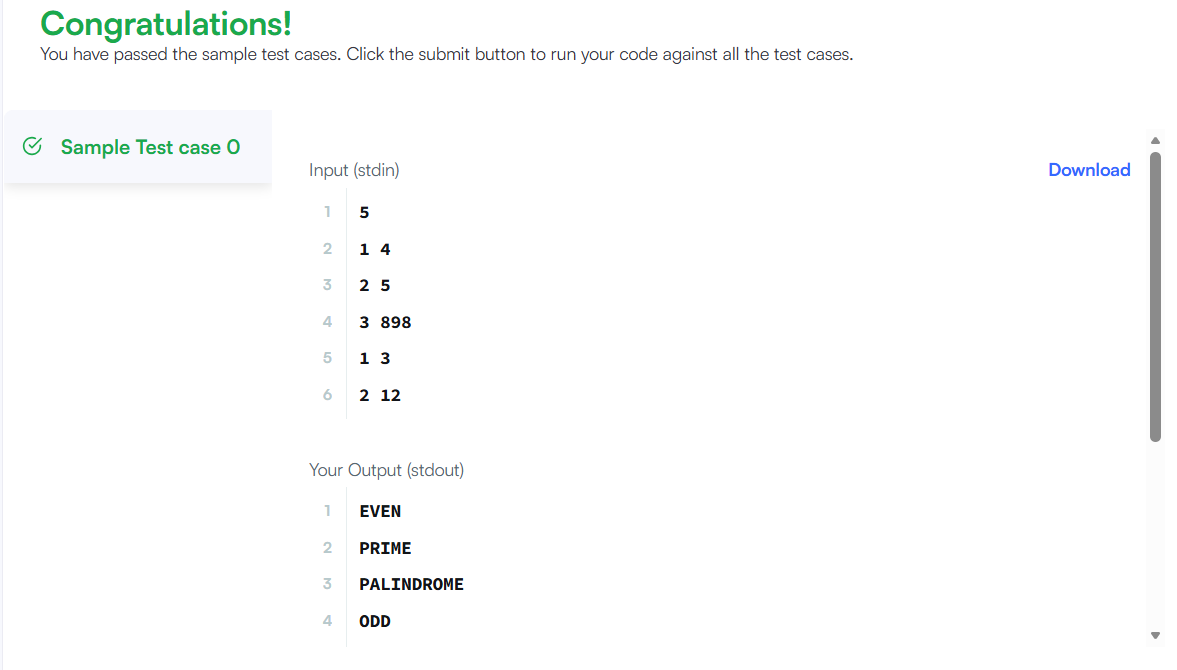 Congratulations!
You have passed the sample test cases. Click the submit button to run your code against all the test cases.
Sample Test case 0
Input (stdin)
Download
1 5
2 1 4
3 2 5
4 3 898
5 1 3
6 2 12
Your Output (stdout)
1 EVEN
2 PRIME
3 PALINDROME
4 ODD